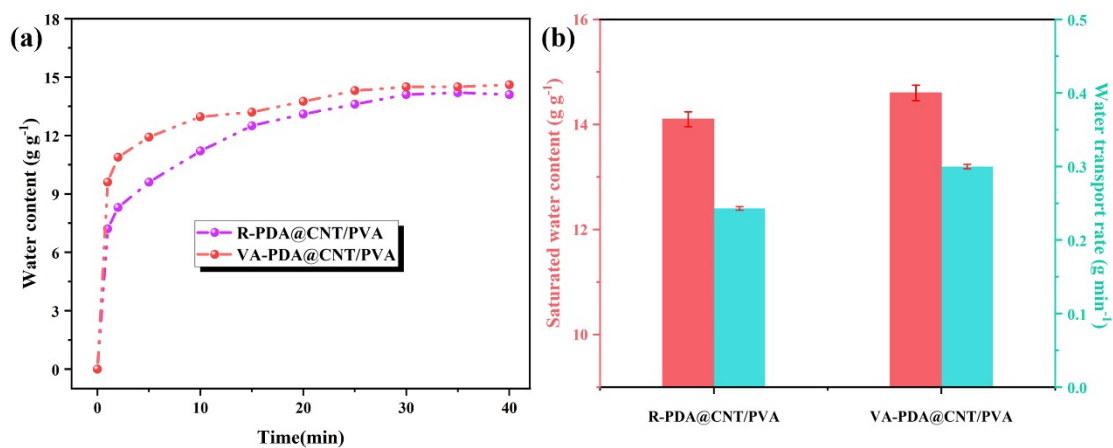 (a)
Water content (g g⁻¹)
18
15
12
9
6
3
0
R-PDA@CNT/PVA
VA-PDA@CNT/PVA
0 10 20 30 40
Time(min)
(b)
Saturated water content (g g⁻¹)
16
14
12
10
R-PDA@CNT/PVA VA-PDA@CNT/PVA
0.5
0.4
0.3
0.2
0.1
0.0
Water transport rate (g min⁻¹)